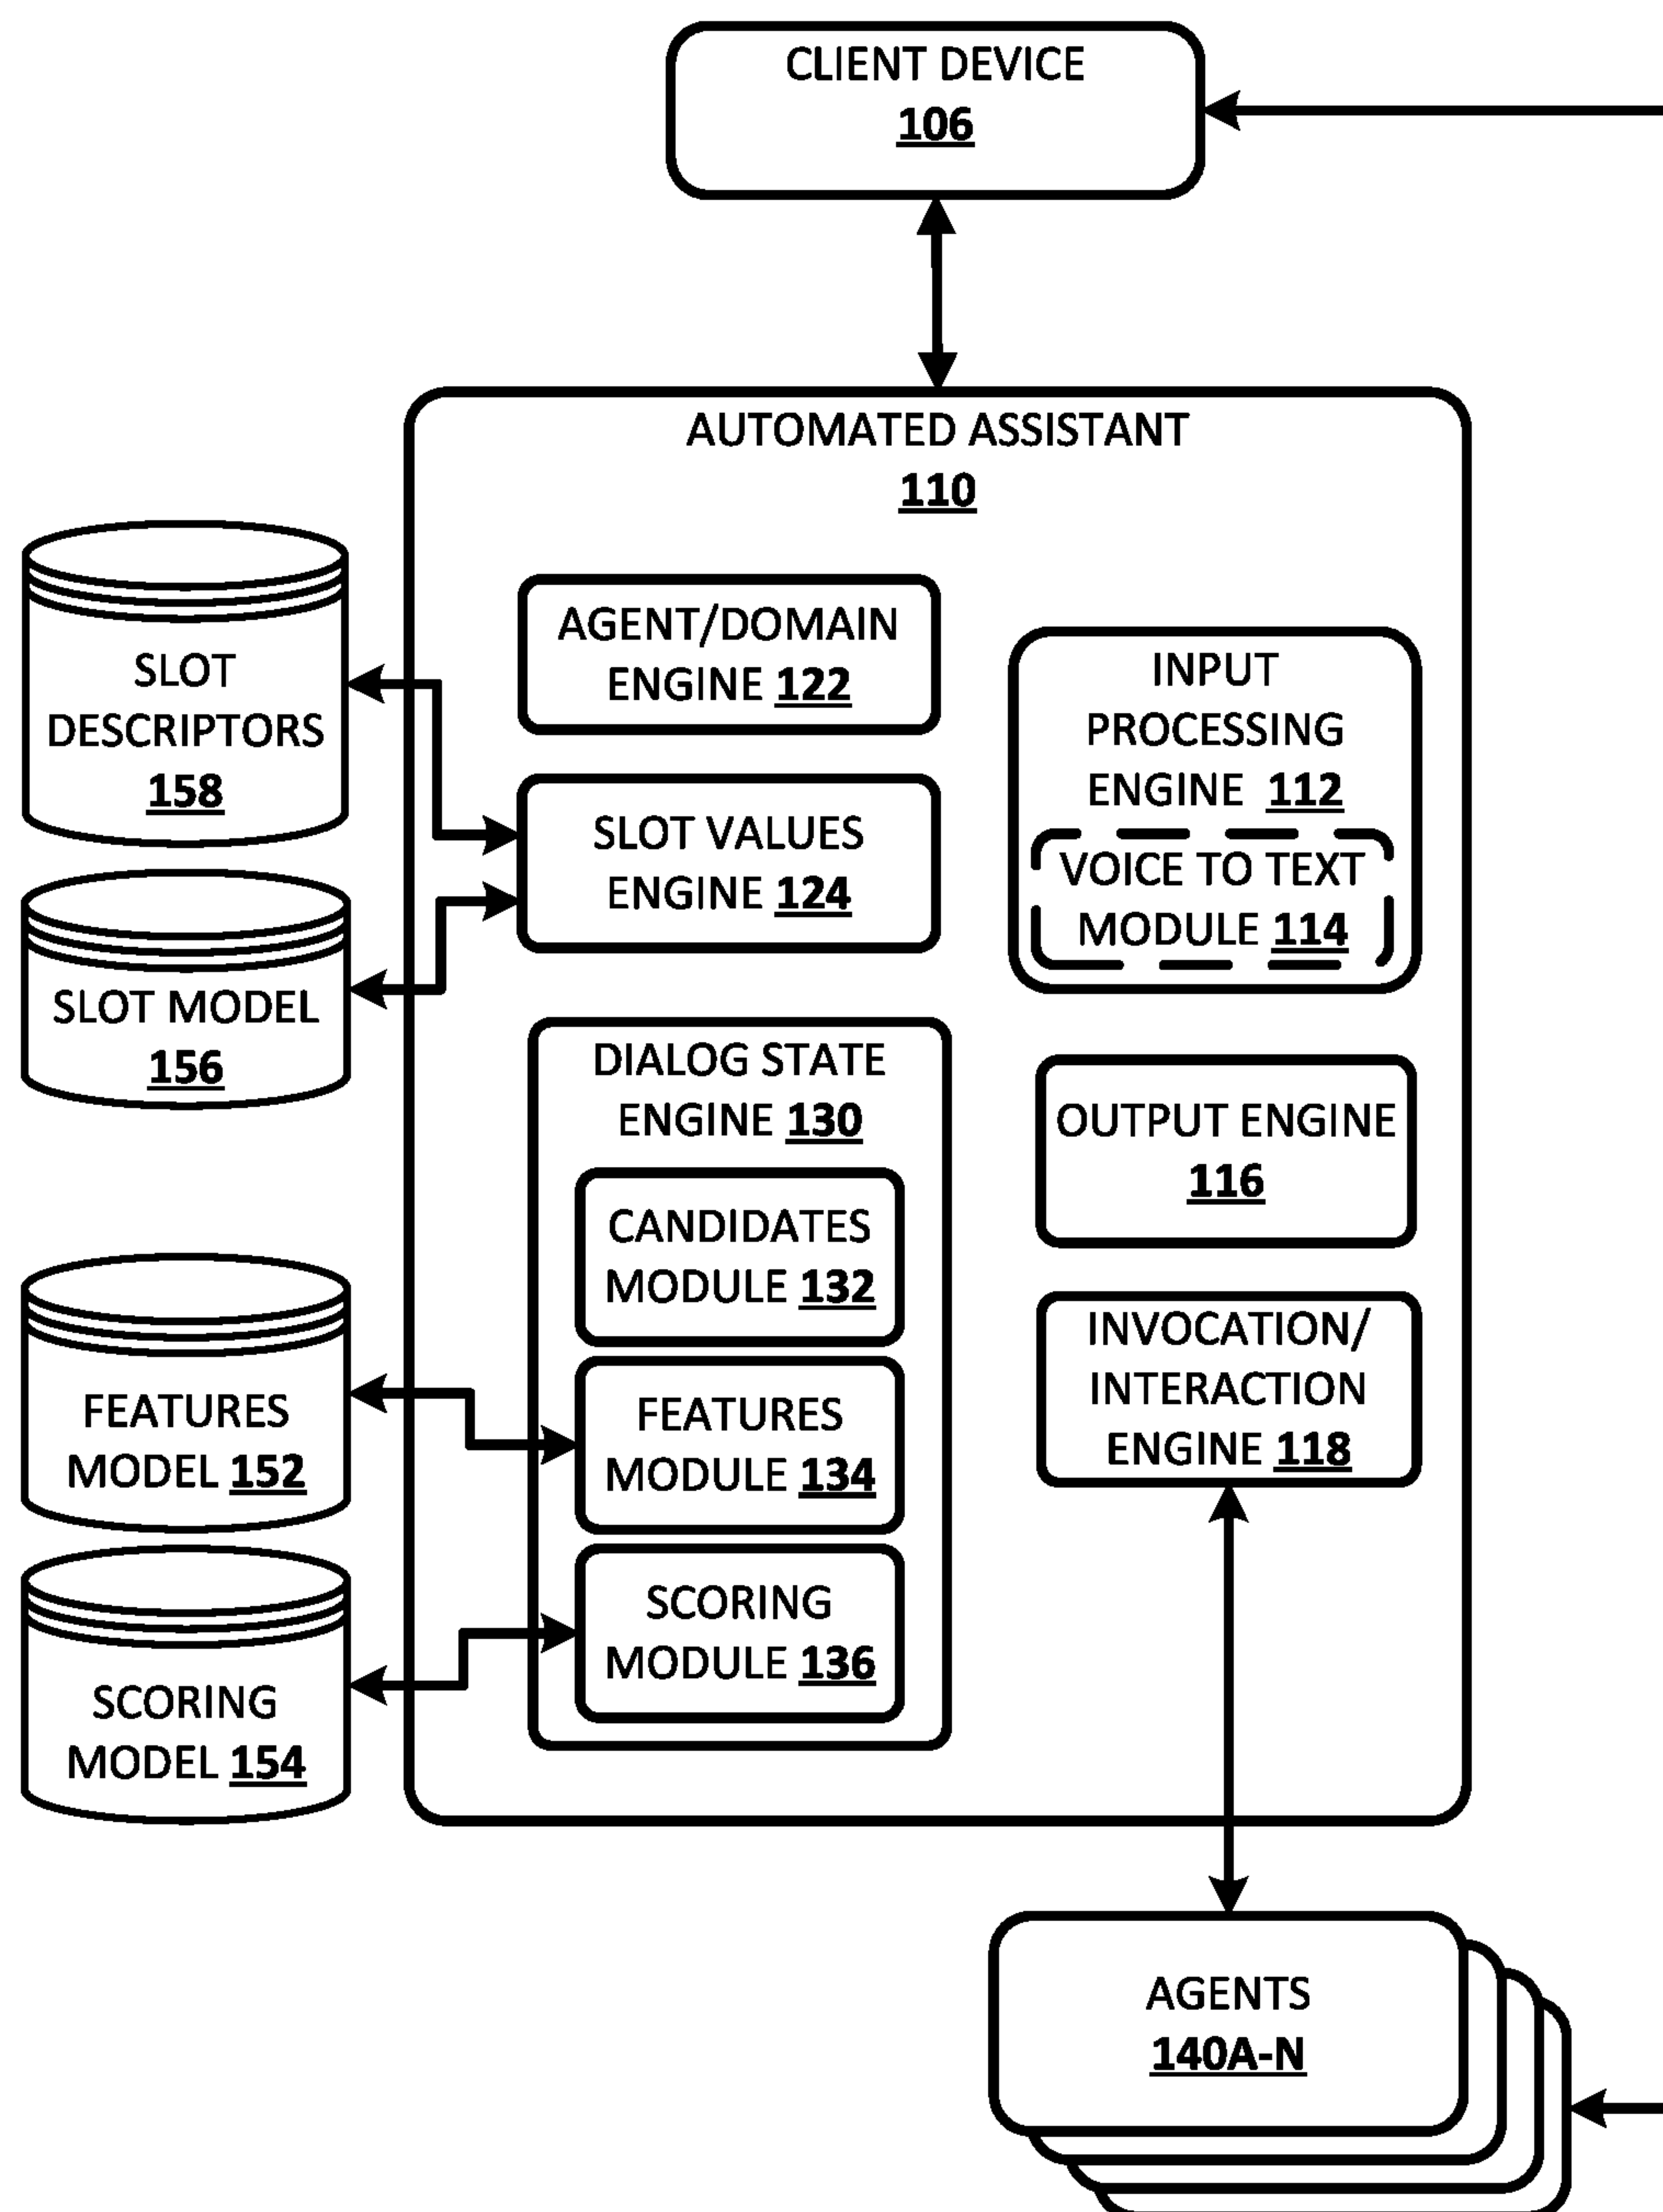 CLIENT DEVICE
106
AUTOMATED ASSISTANT
110
SLOT
DESCRIPTORS
158
SLOT MODEL
156
FEATURES
MODEL 152
SCORING
MODEL 154
AGENT/DOMAIN
ENGINE 122
SLOT VALUES
ENGINE 124
DIALOG STATE
ENGINE 130
CANDIDATES
MODULE 132
FEATURES
MODULE 134
SCORING
MODULE 136
INPUT
PROCESSING
ENGINE 112
VOICE TO TEXT
MODULE 114
OUTPUT ENGINE
116
INVOCATION/
INTERACTION
ENGINE 118
AGENTS
140A-N